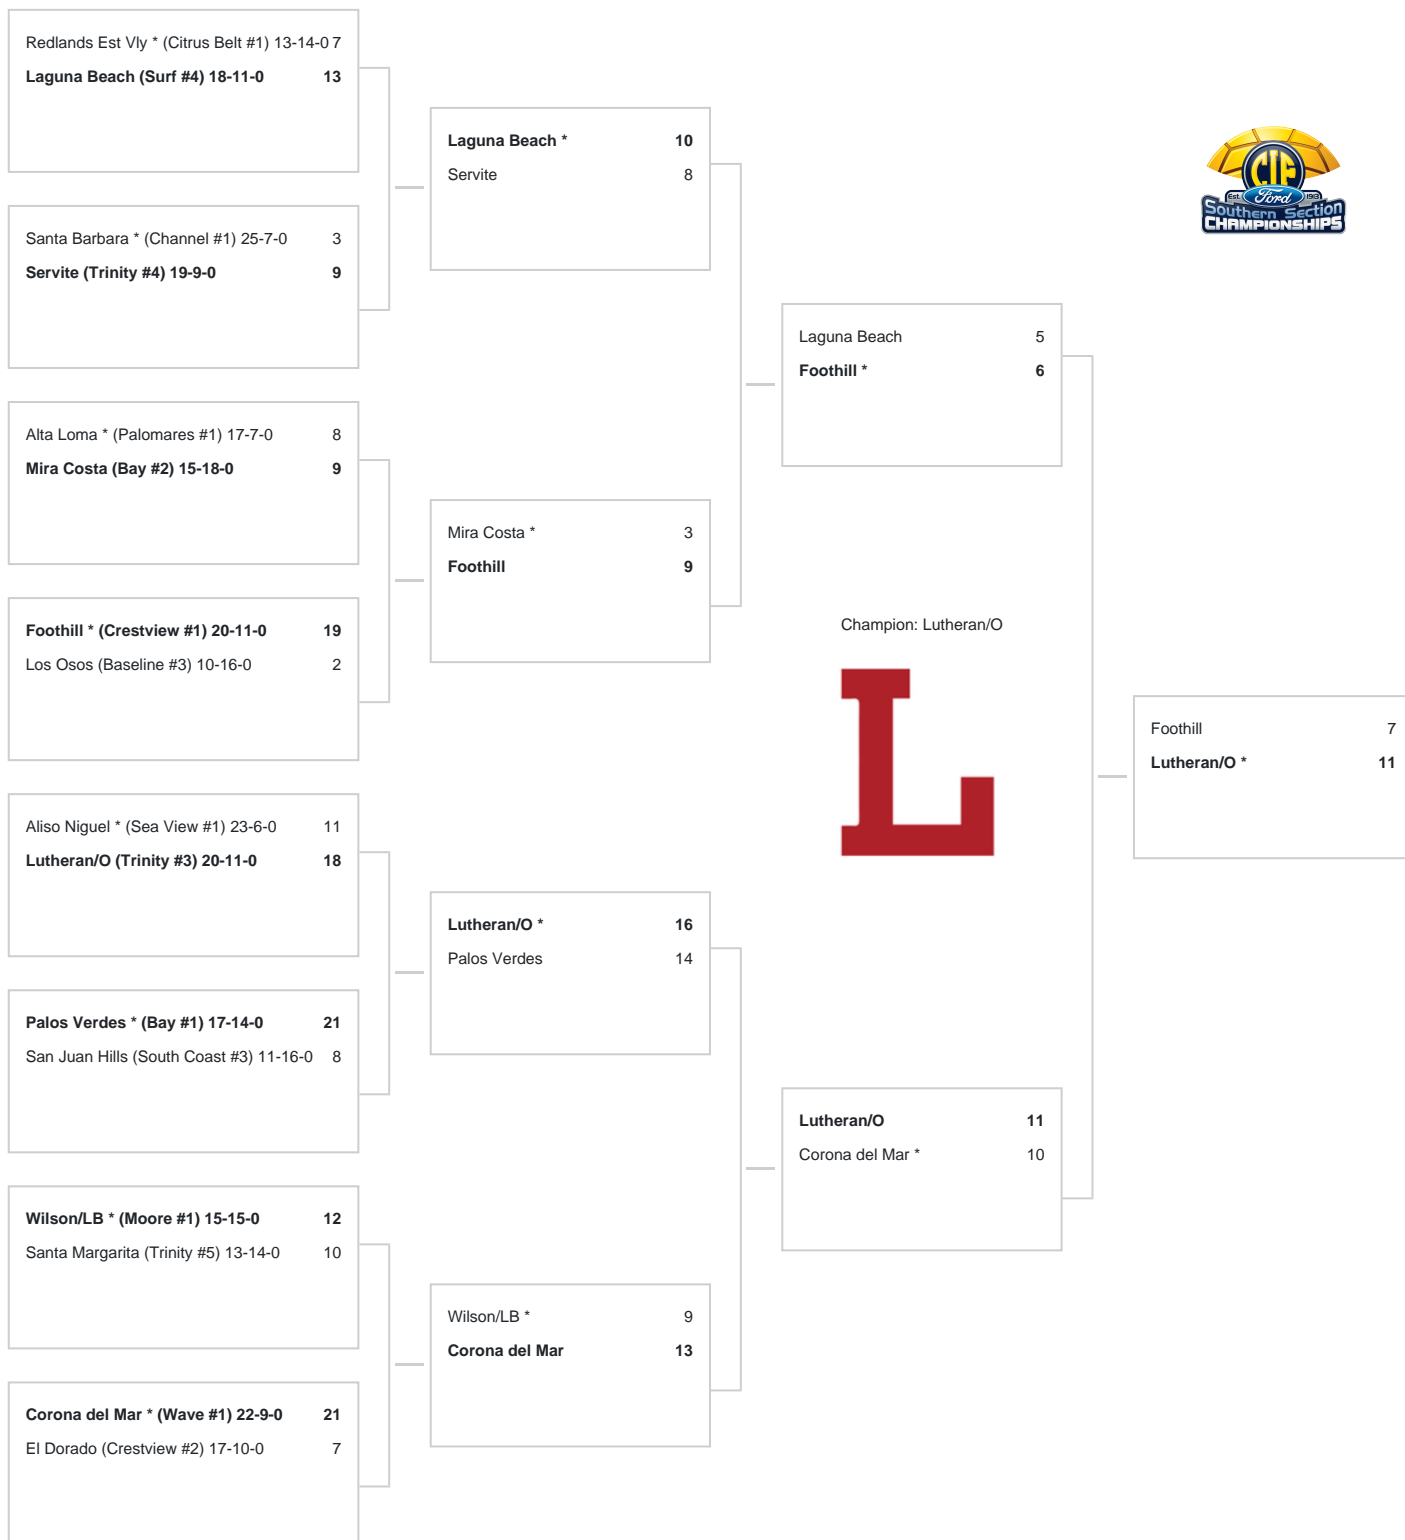 Redlands Est Vly * (Citrus Belt #1) 13-14-0 7
Laguna Beach (Surf #4) 18-11-0 13
Santa Barbara * (Channel #1) 25-7-0 3
Servite (Trinity #4) 19-9-0 9
Alta Loma * (Palomares #1) 17-7-0 8
Mira Costa (Bay #2) 15-18-0 9
Foothill * (Crestview #1) 20-11-0 19
Los Osos (Baseline #3) 10-16-0 2
Aliso Niguel * (Sea View #1) 23-6-0 11
Lutheran/O (Trinity #3) 20-11-0 18
Palos Verdes * (Bay #1) 17-14-0 21
San Juan Hills (South Coast #3) 11-16-0 8
Wilson/LB * (Moore #1) 15-15-0 12
Santa Margarita (Trinity #5) 13-14-0 10
Corona del Mar * (Wave #1) 22-9-0 21
El Dorado (Crestview #2) 17-10-0 7
Laguna Beach * 10
Servite 8
Mira Costa * 3
Foothill 9
Lutheran/O * 16
Palos Verdes 14
Wilson/LB * 9
Corona del Mar 13
Laguna Beach 5
Foothill * 6
Lutheran/O 11
Corona del Mar * 10
Champion: Lutheran/O
L
Foothill 7
Lutheran/O * 11
CIF
Est. Ford 1913
Southern Section
CHAMPIONSHIPS